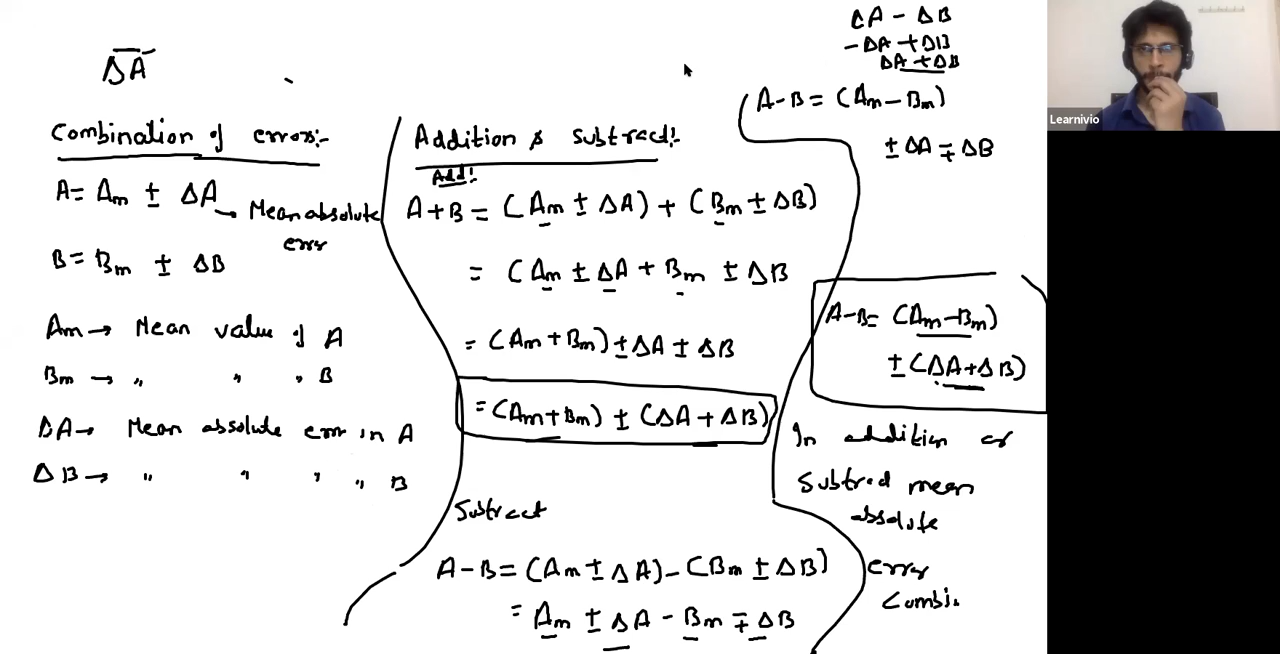 ΔA
Combination of errors:-
A = Am ± ΔA
→ Mean absolute
error
B = Bm ± ΔB
Am → Mean value of A
Bm → " " " B
ΔA → Mean absolute error in A
ΔB → " " " " B
Addition & subtract:-
Add:
A+B = (Am ± ΔA) + (Bm ± ΔB)
= (Am ± ΔA + Bm ± ΔB
= (Am + Bm) ± ΔA ± ΔB
= (Am + Bm) ± (ΔA + ΔB)
Subtract
A - B = (Am ± ΔA) - (Bm ± ΔB)
= Am ± ΔA - Bm ∓ ΔB
ΔA - ΔB
- ΔA + ΔB
ΔA + ΔB
A - B = (Am - Bm)
± ΔA ∓ ΔB
A-B = (Am - Bm)
± (ΔA + ΔB)
In addition or
Subtract mean
absolute
error
Combi.
Learnivio